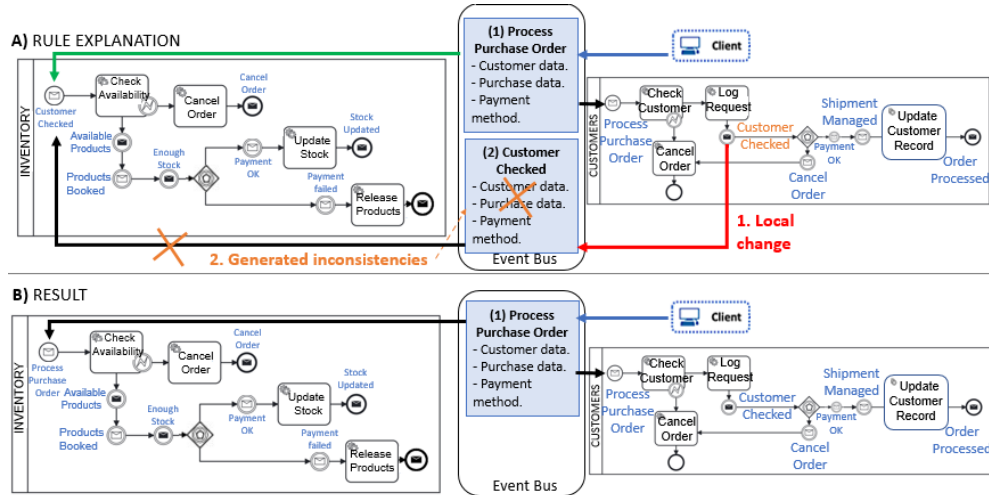 A) RULE EXPLANATION
INVENTORY
Customer
Checked
Check
Availability
Cancel
Order
Cancel
Order
Available
Products
Products
Booked
Enough
Stock
Payment
OK
Update
Stock
Stock
Updated
Payment
failed
Release
Products
(1) Process
Purchase Order
- Customer data.
- Purchase data.
- Payment
method.
(2) Customer
Checked
- Customer data.
- Purchase data.
- Payment
method.
Event Bus
2. Generated inconsistencies
1. Local
change
Client
CUSTOMERS
Process
Purchase
Order
Check
Customer
Log
Request
Cancel
Order
Customer
Checked
Payment
OK
Cancel
Order
Shipment
Managed
Update
Customer
Record
Order
Processed
B) RESULT
INVENTORY
Process
Purchase
Order
Check
Availability
Cancel
Order
Cancel
Order
Available
Products
Products
Booked
Enough
Stock
Payment
OK
Update
Stock
Stock
Updated
Payment
failed
Release
Products
(1) Process
Purchase Order
- Customer data.
- Purchase data.
- Payment
method.
Event Bus
Client
CUSTOMERS
Process
Purchase
Order
Check
Customer
Log
Request
Cancel
Order
Customer
Checked
Payment
OK
Cancel
Order
Shipment
Managed
Update
Customer
Record
Order
Processed